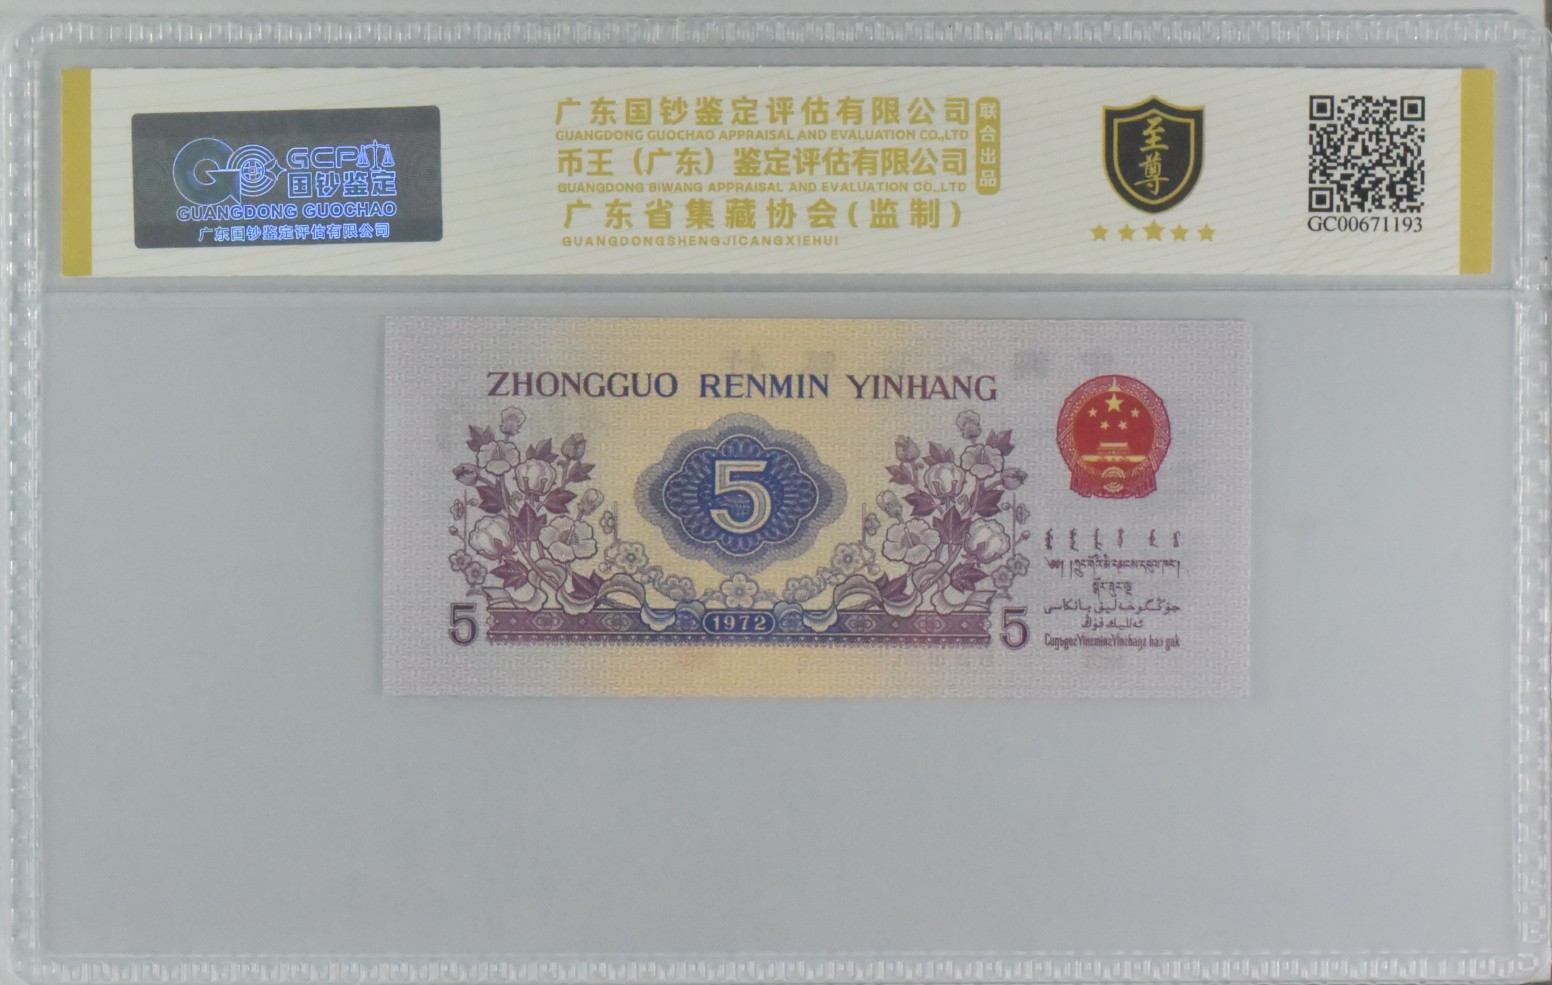 GCP
国钞鉴定
GUANGDONG GUOCHAO
广东国钞鉴定评估有限公司
广东国钞鉴定评估有限公司
GUANGDONG GUOCHAO APPRAISAL AND EVALUATION CO.,LTD
币王（广东）鉴定评估有限公司
GUANGDONG BIWANG APPRAISAL AND EVALUATION CO.,LTD
广东省集藏协会(监制)
GUANGDONGSHENGJICANGXIEHUI
联合出品
至尊
GC00671193
ZHONGGUO RENMIN YINHANG
5
5
1972
5
جۇڭگو خەلىق بانكاسى